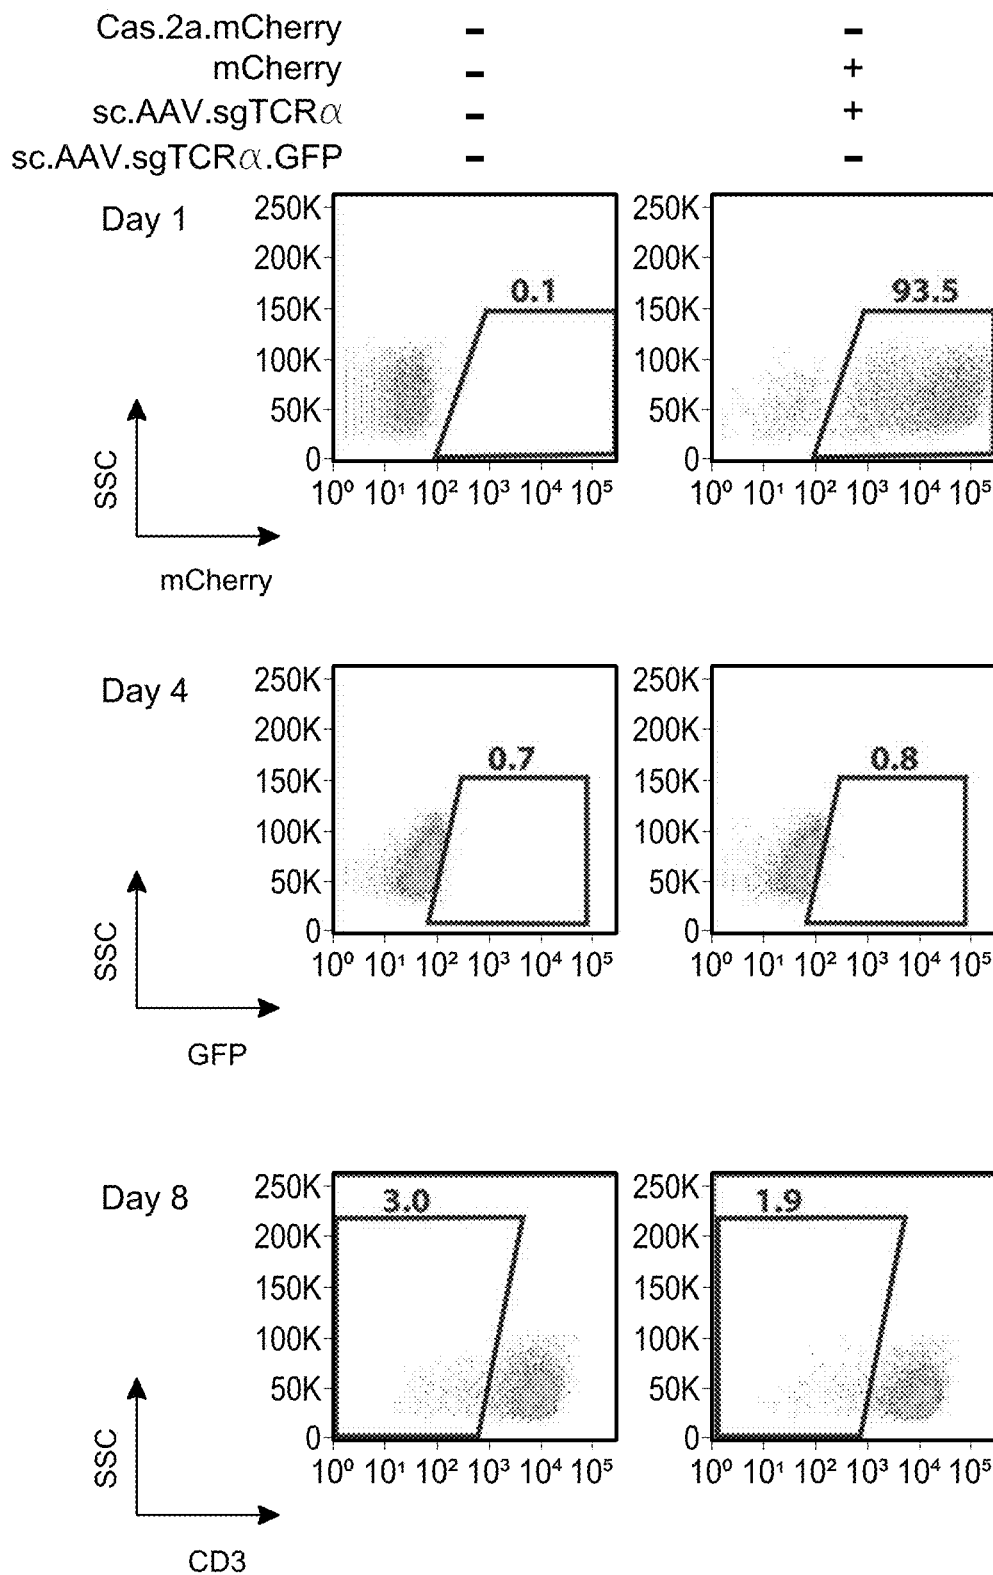 Cas.2a.mCherry - -
mCherry - +
sc.AAV.sgTCRα - +
sc.AAV.sgTCRα.GFP - -
Day 1
250K
200K
150K
100K
50K
0
0.1
10⁰ 10¹ 10² 10³ 10⁴ 10⁵
250K
200K
150K
100K
50K
0
93.5
10⁰ 10¹ 10² 10³ 10⁴ 10⁵
SSC
mCherry
Day 4
250K
200K
150K
100K
50K
0
0.7
10⁰ 10¹ 10² 10³ 10⁴ 10⁵
250K
200K
150K
100K
50K
0
0.8
10⁰ 10¹ 10² 10³ 10⁴ 10⁵
SSC
GFP
Day 8
250K
200K
150K
100K
50K
0
3.0
10⁰ 10¹ 10² 10³ 10⁴ 10⁵
250K
200K
150K
100K
50K
0
1.9
10⁰ 10¹ 10² 10³ 10⁴ 10⁵
SSC
CD3